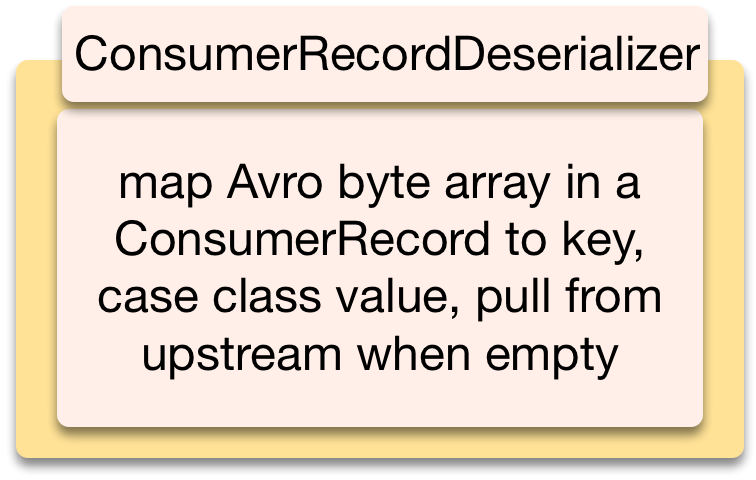 ConsumerRecordDeserializer
map Avro byte array in a
ConsumerRecord to key,
case class value, pull from
upstream when empty